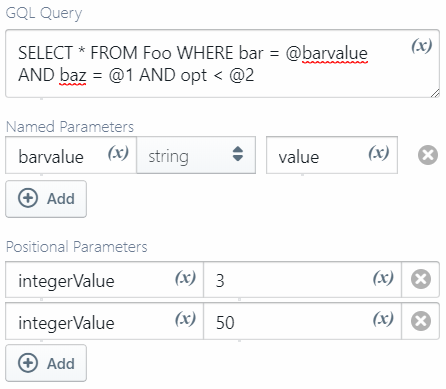 GQL Query
SELECT * FROM Foo WHERE bar = @barvalue (x)
AND baz = @1 AND opt < @2
Named Parameters
barvalue (x) string value (x)
Add
Positional Parameters
integerValue (x) 3 (x)
integerValue (x) 50 (x)
Add